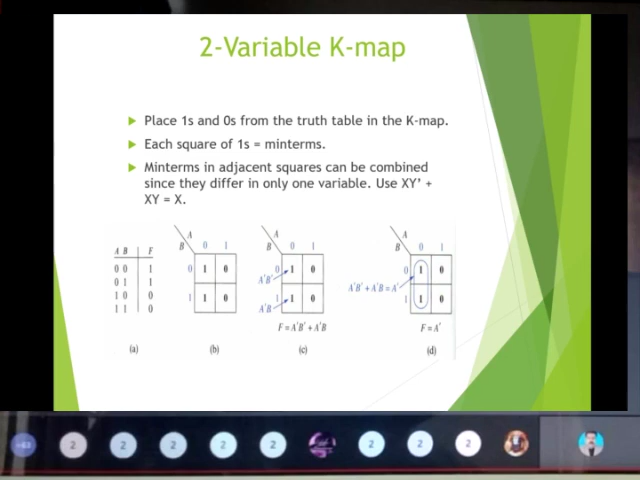 2-Variable K-map
Place 1s and 0s from the truth table in the K-map.
Each square of 1s = minterms.
Minterms in adjacent squares can be combined
since they differ in only one variable. Use XY' +
XY = X.
A B F
0 0 1
0 1 1
1 0 0
1 1 0
(a)
A
B 0 1
0 1 0
1 1 0
(b)
A
B 0 1
0 1 0
A'B'
1 1 0
A'B
F = A'B' + A'B
(c)
A
B 0 1
0 1 0
A'B' + A'B = A'
1 1 0
F = A'
(d)
+63 2 2 2 2 2 2 2 2